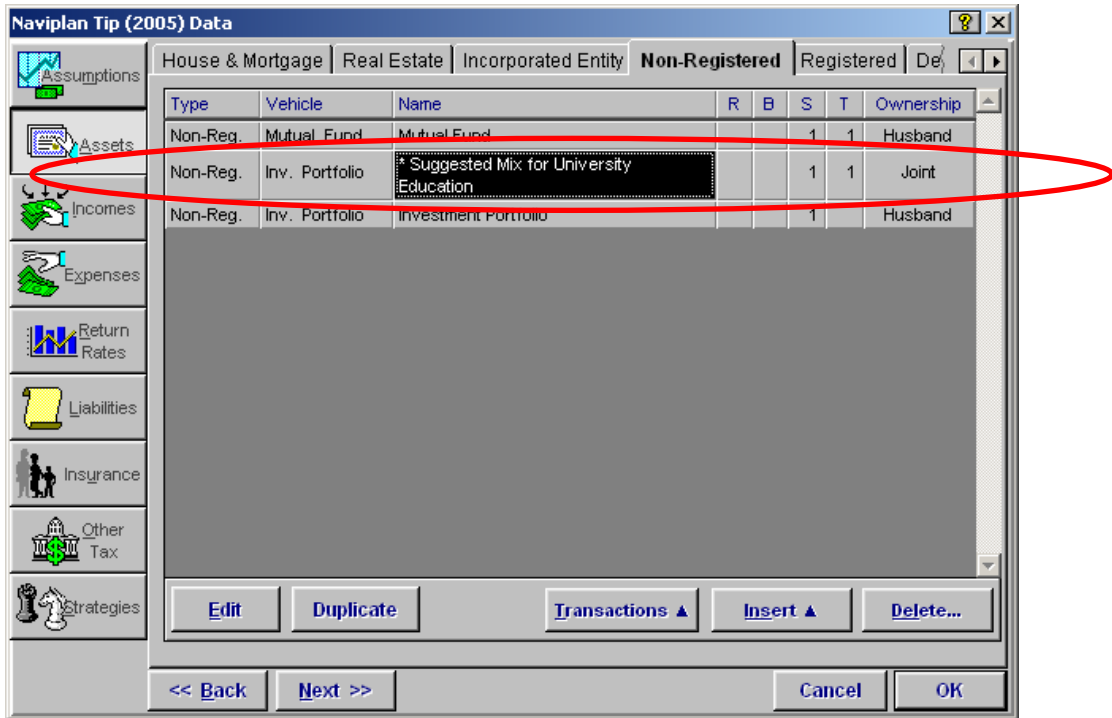 Naviplan Tip (2005) Data
Assumptions
Assets
Incomes
Expenses
Return
Rates
Liabilities
Insurance
Other
Tax
Strategies
House & Mortgage Real Estate Incorporated Entity Non-Registered Registered
Type Vehicle Name R B S T Ownership
Non-Reg. Mutual Fund Mutual Fund 1 1 Husband
Non-Reg. Inv. Portfolio * Suggested Mix for University 1 1 Joint
Education
Non-Reg. Inv. Portfolio Investment Portfolio 1 Husband
Edit Duplicate Transactions ▲ Insert ▲ Delete...
<< Back Next >> Cancel OK